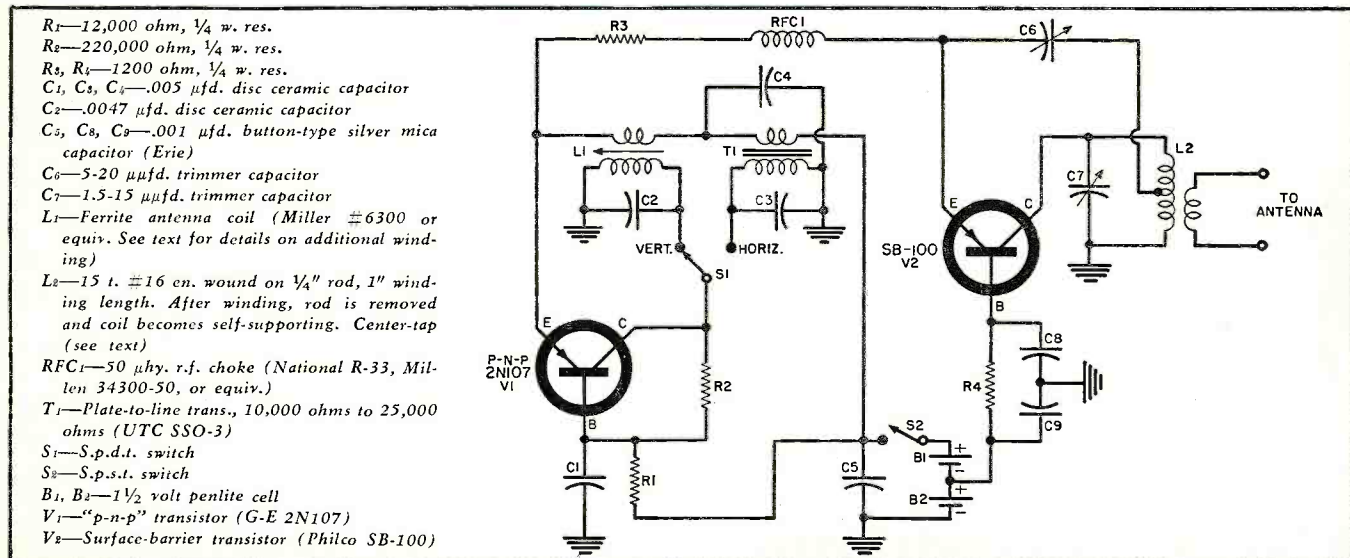 R1—12,000 ohm, ¼ w. res.
R2—220,000 ohm, ¼ w. res.
R3, R4—1200 ohm, ¼ w. res.
C1, C3, C4—.005 μfd. disc ceramic capacitor
C2—.0047 μfd. disc ceramic capacitor
C5, C8, C9—.001 μfd. button-type silver mica
capacitor (Erie)
C6—5-20 μμfd. trimmer capacitor
C7—1.5-15 μμfd. trimmer capacitor
L1—Ferrite antenna coil (Miller #6300 or
equiv. See text for details on additional wind-
ing)
L2—15 t. #16 en. wound on ¼" rod, 1" wind-
ing length. After winding, rod is removed
and coil becomes self-supporting. Center-tap
(see text)
RFC1—50 μhy. r.f. choke (National R-33, Mil-
len 34300-50, or equiv.)
T1—Plate-to-line trans., 10,000 ohms to 25,000
ohms (UTC SSO-3)
S1—S.p.d.t. switch
S2—S.p.s.t. switch
B1, B2—1½ volt penlite cell
V1—"p-n-p" transistor (G-E 2N107)
V2—Surface-barrier transistor (Philco SB-100)
R3
RFC1
C6
C4
L1
T1
C2
C3
VERT.
HORIZ.
S1
E
C
P-N-P
2N107
V1
B
R2
C1
R1
C5
S2
B1
+
-
B2
+
-
E
C
SB-100
V2
B
C7
L2
TO
ANTENNA
R4
C8
C9